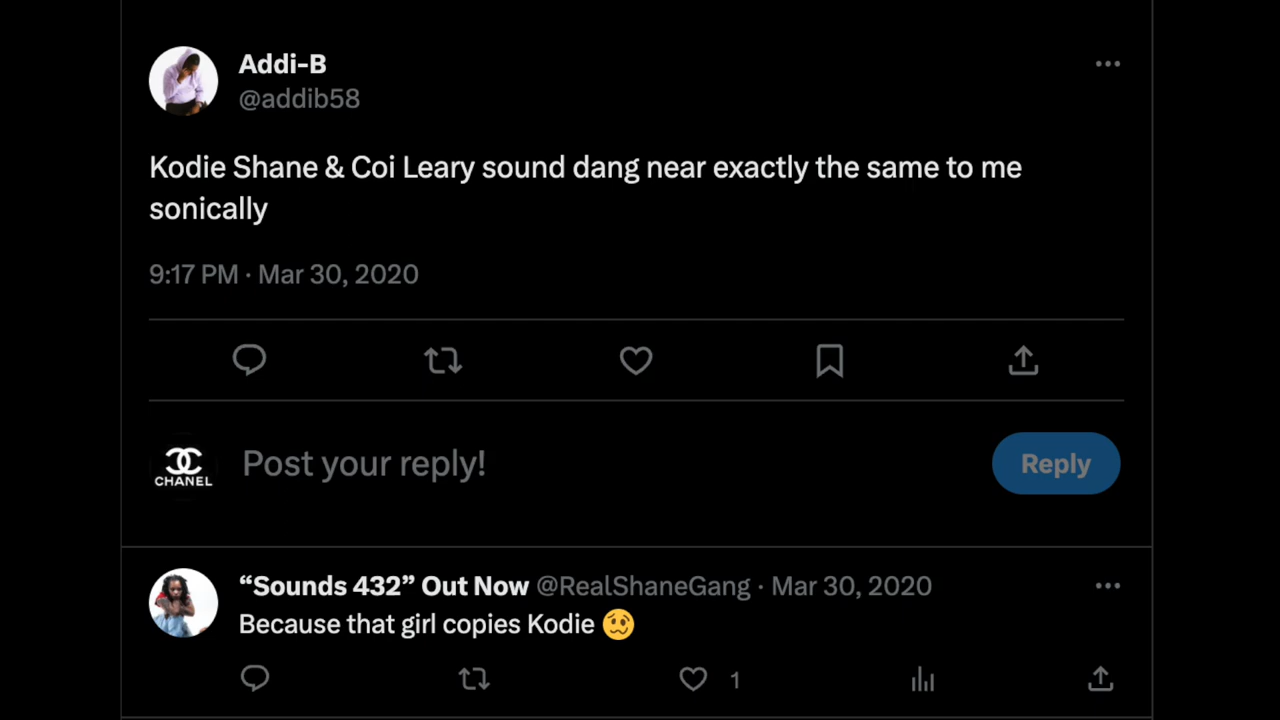 Addi-B
@addib58
Kodie Shane & Coi Leary sound dang near exactly the same to me
sonically
9:17 PM · Mar 30, 2020
CHANEL
Post your reply!
Reply
“Sounds 432” Out Now @RealShaneGang · Mar 30, 2020
Because that girl copies Kodie 🥴
1